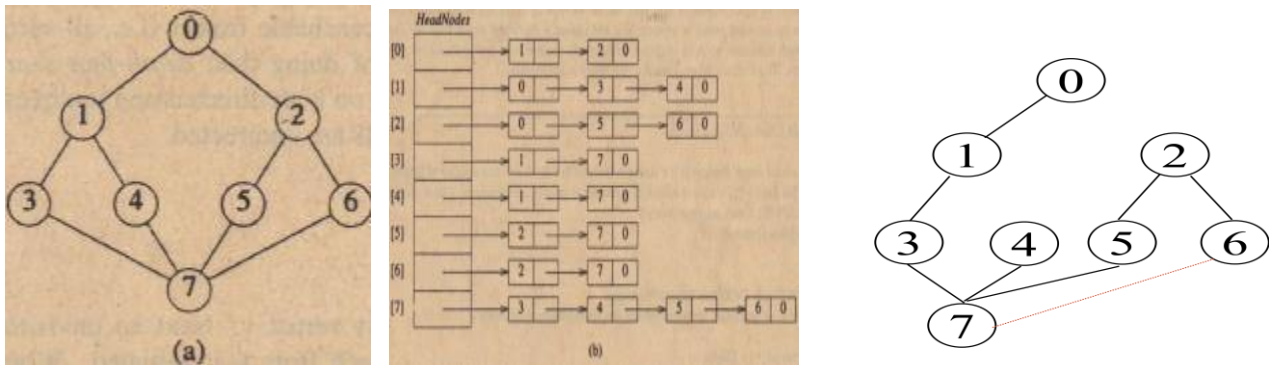 0
1 2
3 4 5 6
7
(a)
HeadNodes
[0] 1 2 0
[1] 0 3 4 0
[2] 0 5 6 0
[3] 1 7 0
[4] 1 7 0
[5] 2 7 0
[6] 2 7 0
[7] 3 4 5 6 0
(b)
0
1 2
3 4 5 6
7